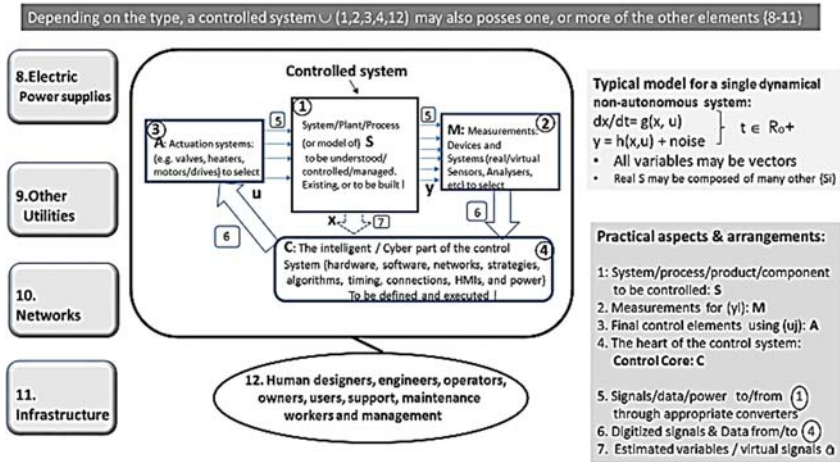 Depending on the type, a controlled system ∪ (1,2,3,4,12) may also posses one, or more of the other elements {8-11}
8.Electric
Power supplies
9.Other
Utilities
10.
Networks
11.
Infrastructure
Controlled system
1
System/Plant/Process
(or model of) S
to be understood/
controlled/managed.
Existing, or to be built !
3
A: Actuation systems:
(e.g. valves, heaters,
motors/drives) to select
u
5
5
M: Measurements: 2
Devices and
Systems (real/virtual
Sensors, Analysers,
etc) to select
y
x
7
6
6
4
C: The intelligent / Cyber part of the control
System (hardware, software, networks, strategies,
algorithms, timing, connections, HMIs, and power)
To be defined and executed !
12. Human designers, engineers, operators,
owners, users, support, maintenance
workers and management
Typical model for a single dynamical
non-autonomous system:
dx/dt= g(x, u)
y = h(x,u) + noise
t ∈ R₀+
• All variables may be vectors
• Real S may be composed of many other {Si}
Practical aspects & arrangements:
1: System/process/product/component
to be controlled: S
2. Measurements for (yi): M
3. Final control elements using (uj): A
4. The heart of the control system:
Control Core: C
5. Signals/data/power to/from 1
through appropriate converters
6. Digitized signals & Data from/to 4
7. Estimated variables / virtual signals